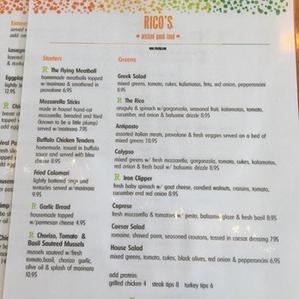 RICO'S
artisan good food
Starters
R The Flying Meatball
homemade meatballs topped
w/ marinara & smothered w/
provolone 6.95
Mozzarella Sticks
made in house! hand-cut
mozzarella, breaded and fried
(known to be a little plump)
served w/marinara 7.95
Buffalo Chicken Tenders
homemade, tossed in buffalo
sauce and served with bleu
cheese 8.95
Fried Calamari
lightly battered rings and
tentacles served w/marinara
9.95
R Garlic Bread
housemade topped
w/parmesan 4.95
R Chorizo, Tomato &
Basil Sauteed Mussels
mussels sauteed w/fresh
tomato,basil, chorizo garlic,
olive oil & splash of marinara
10.95
Greens
Greek Salad
mixed greens, tomato, cukes, kalamatas, feta, red onion, pepperoncini
8.95
R The Rico
arugula & spinach w/gorgonzola, seasonal fruit, kalamatas, tomato,
cucumber, red onion and w/ balsamic drizzle 8.95
Antipasto
assorted italian meats, provolone & fresh veggies served on a bed of
mixed greens 10.95
Calypso
mixed greens w/ fresh mozzarella, gorgonzola, tomato, cukes, walnuts,
cranberries, red onion & balsamic drizzle 8.95
R Iron Clipper
fresh baby spinach w/ goat cheese, candied walnuts, craisins, tomato,
cucumber and red onion 8.95
Caprese
fresh mozzarella & tomatoes w/ pesto, balsamic glaze & fresh basil 8.95
Caesar Salad
romaine, shaved parm, seasoned croutons, tossed in caesar dressing 7.95
House Salad
mixed greens, tomato, cukes, black olives, red onion & pepperoncini 6.95
add protein
grilled chicken 4 steak tips 8 turkey tips 6